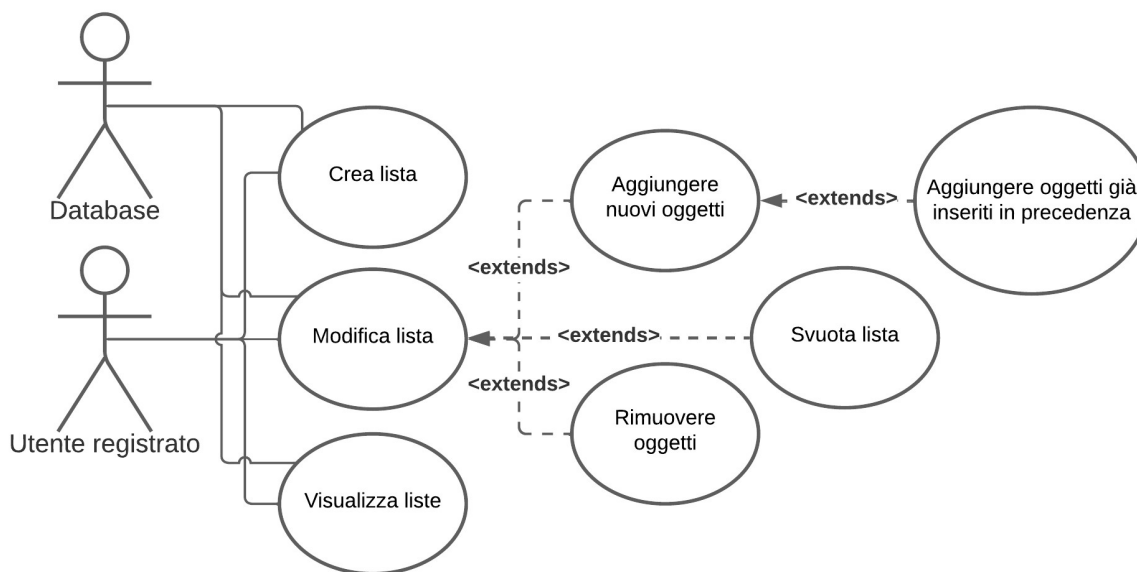 Database
Utente registrato
Crea lista
Modifica lista
Visualizza liste
<extends>
<extends>
<extends>
Aggiungere
nuovi oggetti
<extends>
Aggiungere oggetti già
inseriti in precedenza
Svuota lista
Rimuovere
oggetti